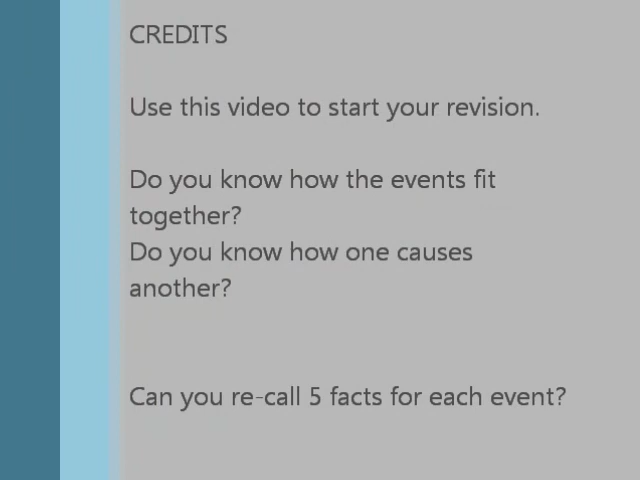 CREDITS
Use this video to start your revision.
Do you know how the events fit
together?
Do you know how one causes
another?
Can you re-call 5 facts for each event?